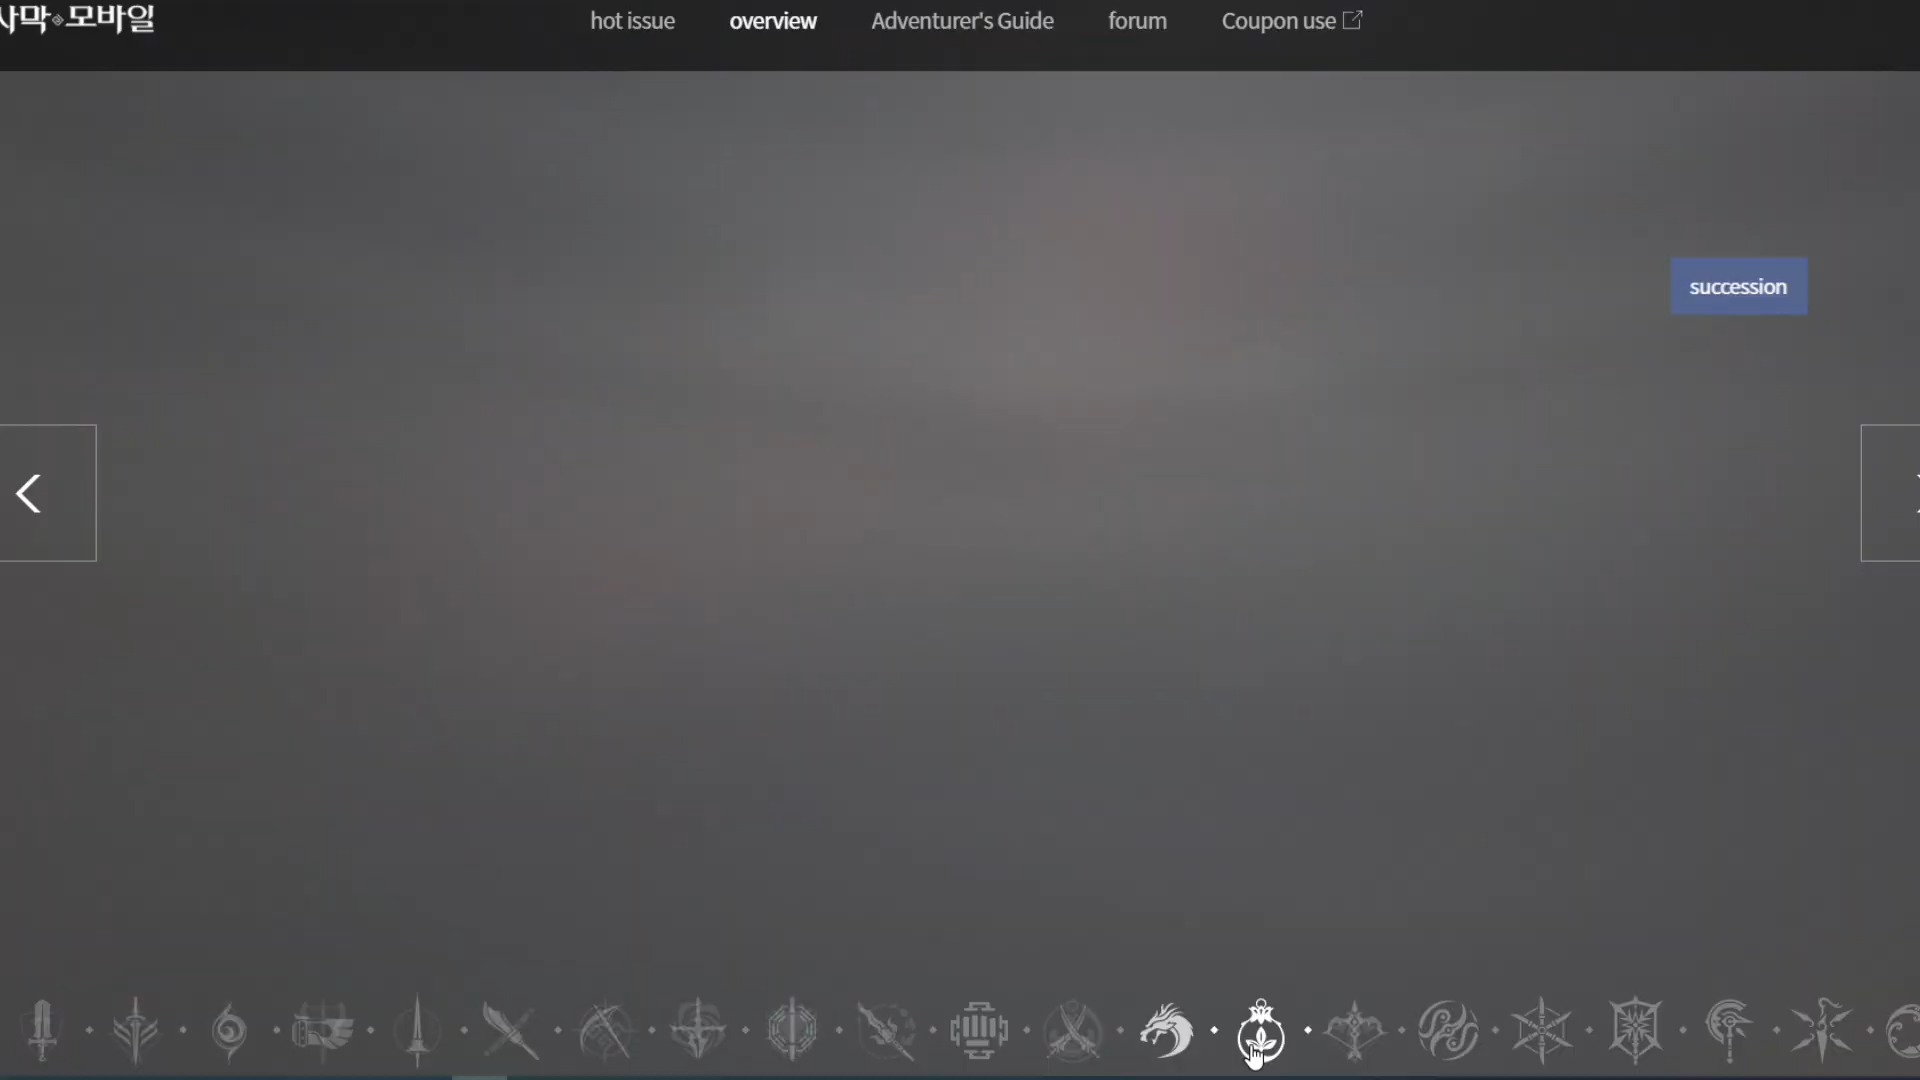 사막 모바일
hot issue overview Adventurer's Guide forum Coupon use
succession